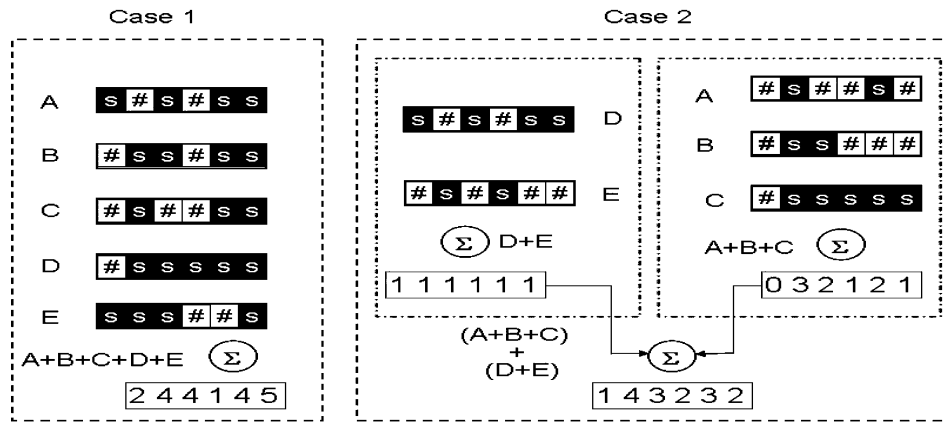 Case 1
A s # s # s s
B # s s # s s
C # s # # s s
D # s s s s s
E s s s # # s
A+B+C+D+E Σ
2 4 4 1 4 5
Case 2
s # s # s s D
# s # s # # E
Σ D+E
1 1 1 1 1 1
A # s # # s #
B # s s # # #
C # s s s s s
A+B+C Σ
0 3 2 1 2 1
(A+B+C)
+
(D+E)
Σ
1 4 3 2 3 2